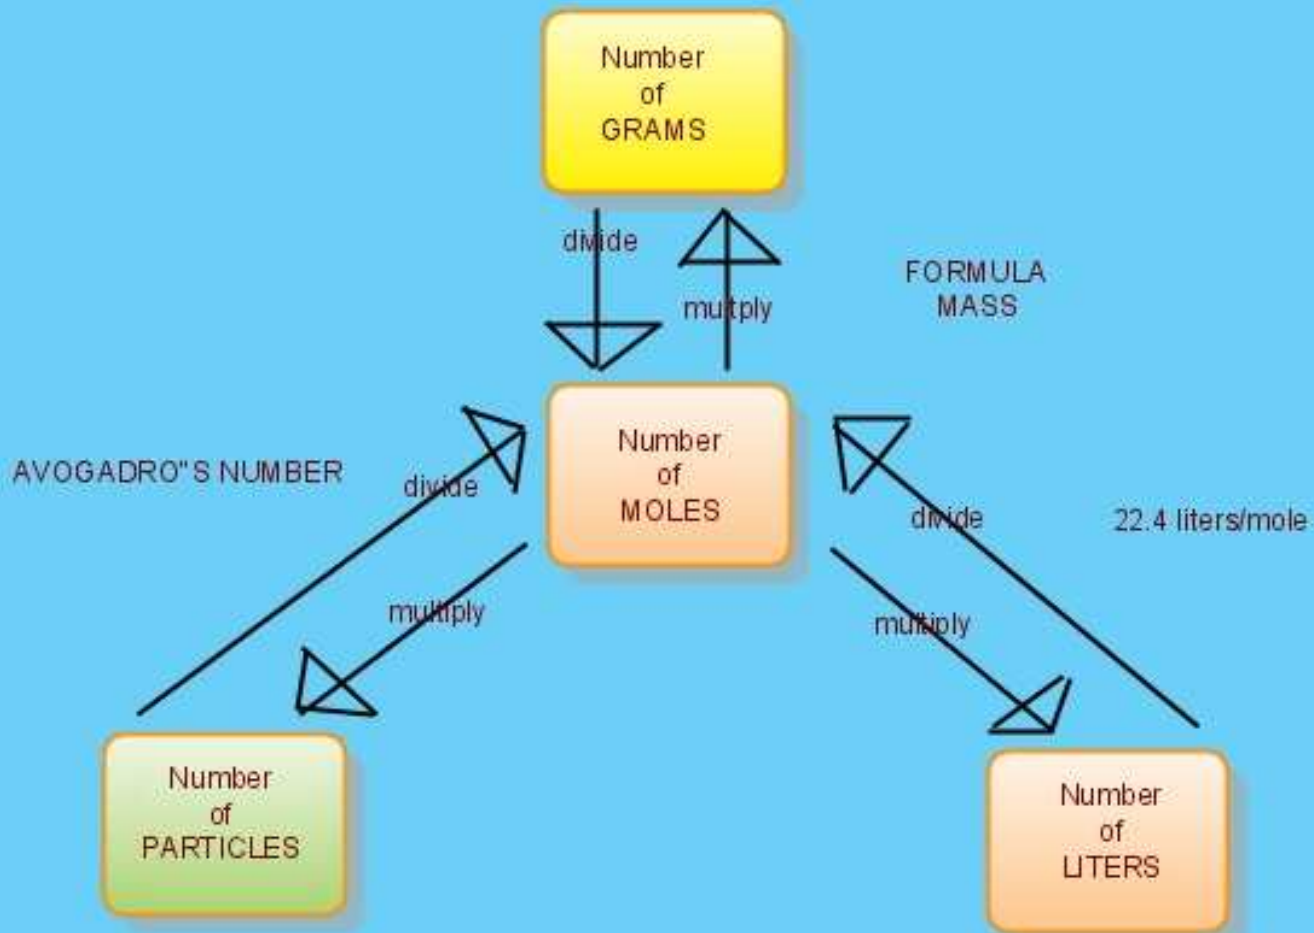 Number
of
GRAMS
divide
multply
FORMULA
MASS
Number
of
MOLES
AVOGADRO"S NUMBER
divide
divide
22.4 liters/mole
multiply
multiply
Number
of
PARTICLES
Number
of
LITERS